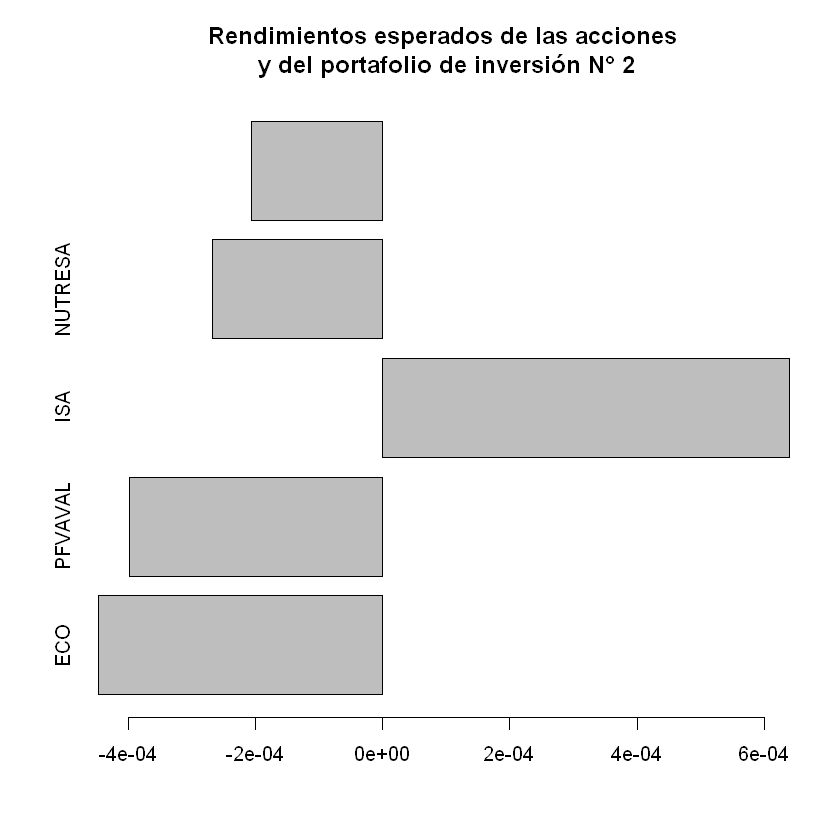 Rendimientos esperados de las acciones
y del portafolio de inversión N° 2
NUTRESA
ISA
PFVAVAL
ECO
-4e-04
-2e-04
0e+00
2e-04
4e-04
6e-04